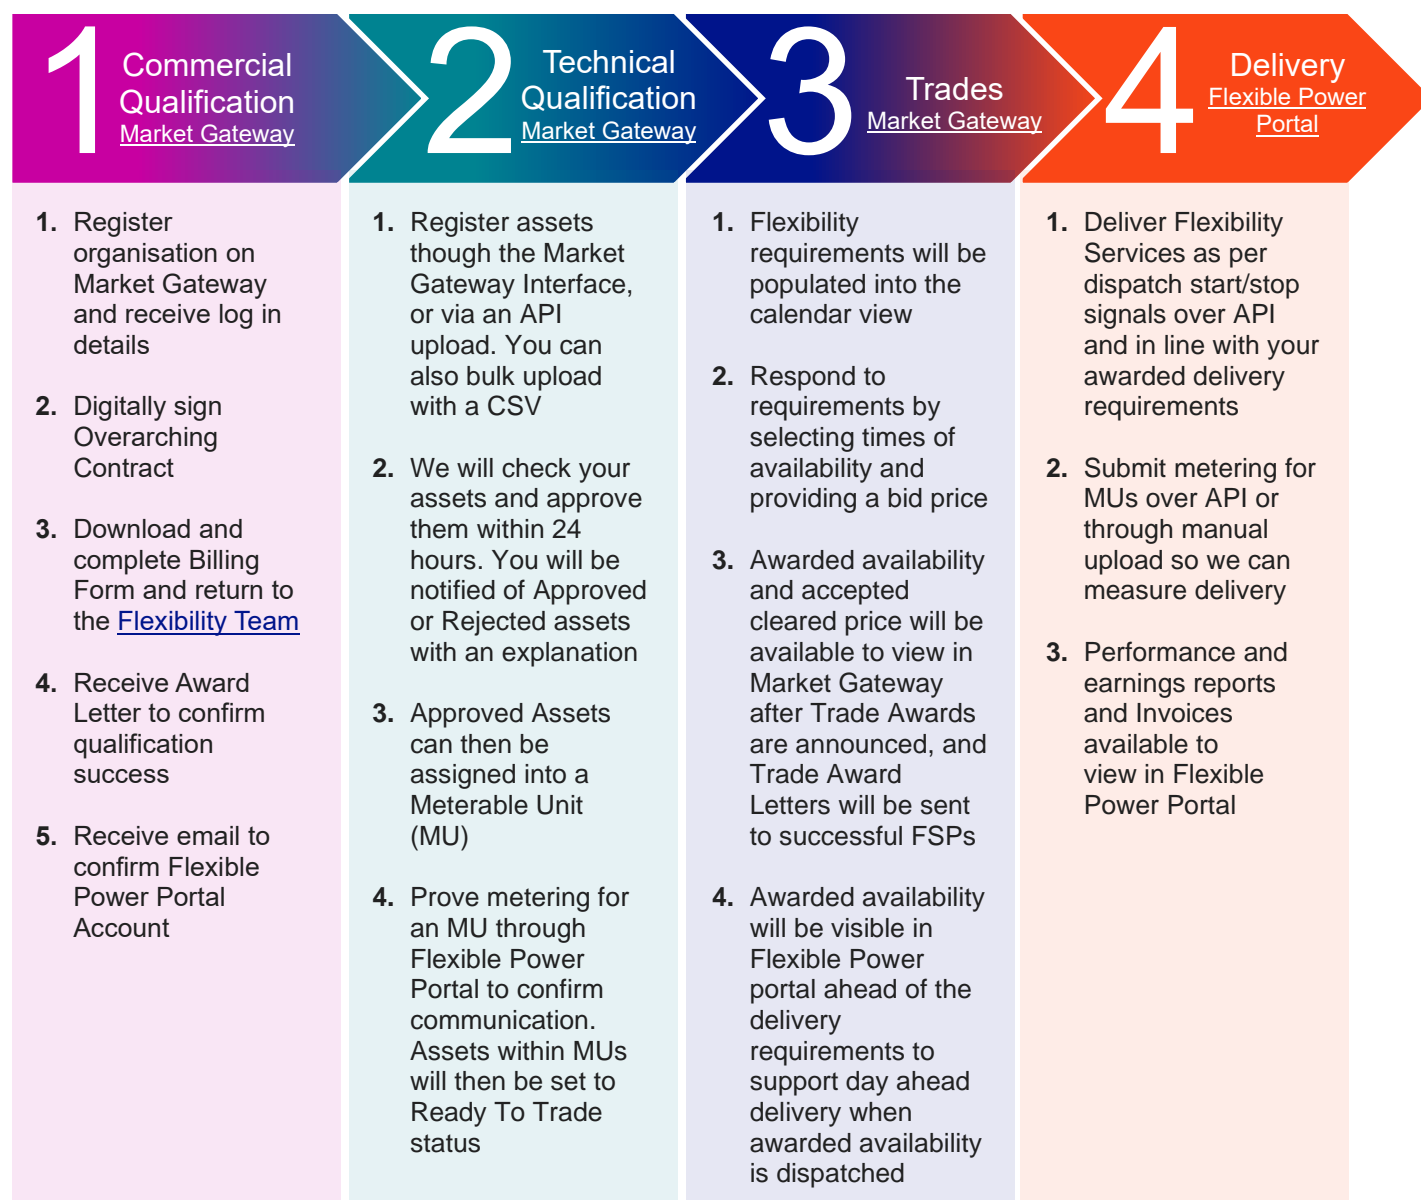 1
Commercial
Qualification
Market Gateway
1. Register
organisation on
Market Gateway
and receive log in
details
2. Digitally sign
Overarching
Contract
3. Download and
complete Billing
Form and return to
the Flexibility Team
4. Receive Award
Letter to confirm
qualification
success
5. Receive email to
confirm Flexible
Power Portal
Account
2
Technical
Qualification
Market Gateway
1. Register assets
though the Market
Gateway Interface,
or via an API
upload. You can
also bulk upload
with a CSV
2. We will check your
assets and approve
them within 24
hours. You will be
notified of Approved
or Rejected assets
with an explanation
3. Approved Assets
can then be
assigned into a
Meterable Unit
(MU)
4. Prove metering for
an MU through
Flexible Power
Portal to confirm
communication.
Assets within MUs
will then be set to
Ready To Trade
status
3
Trades
Market Gateway
1. Flexibility
requirements will be
populated into the
calendar view
2. Respond to
requirements by
selecting times of
availability and
providing a bid price
3. Awarded availability
and accepted
cleared price will be
available to view in
Market Gateway
after Trade Awards
are announced, and
Trade Award
Letters will be sent
to successful FSPs
4. Awarded availability
will be visible in
Flexible Power
portal ahead of the
delivery
requirements to
support day ahead
delivery when
awarded availability
is dispatched
4
Delivery
Flexible Power
Portal
1. Deliver Flexibility
Services as per
dispatch start/stop
signals over API
and in line with your
awarded delivery
requirements
2. Submit metering for
MUs over API or
through manual
upload so we can
measure delivery
3. Performance and
earnings reports
and Invoices
available to
view in Flexible
Power Portal